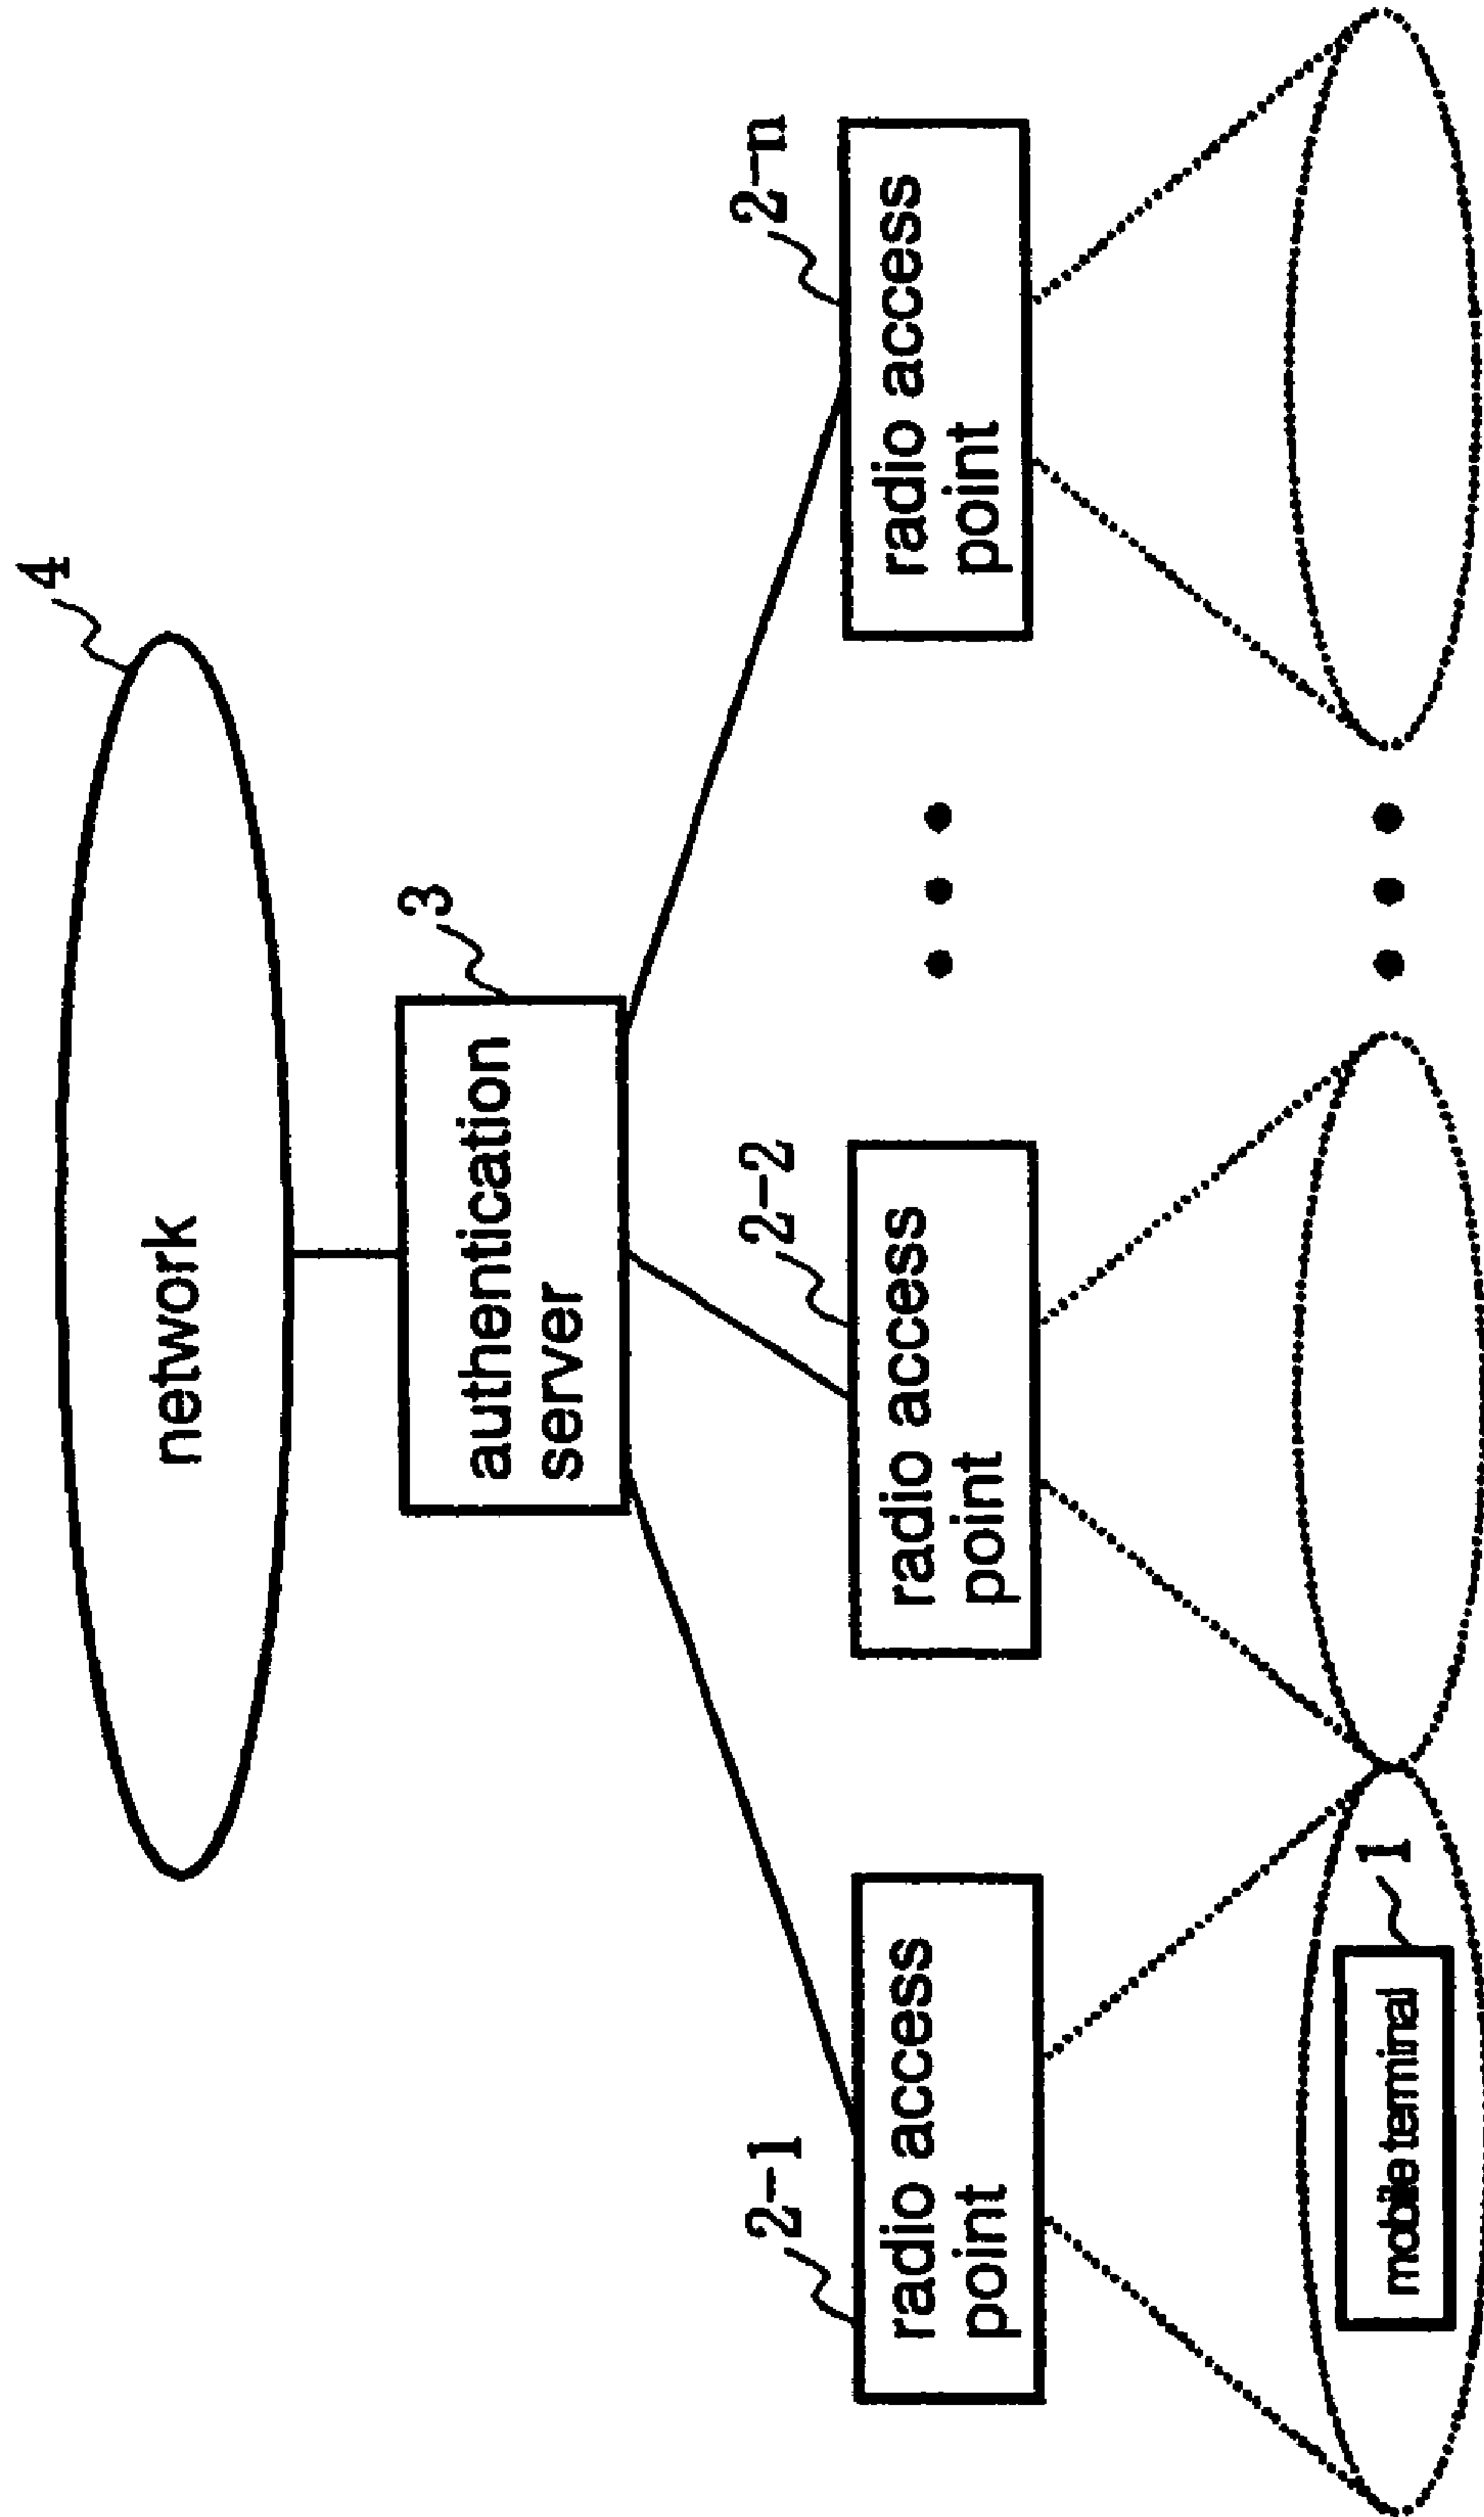 4
network
3
authentication
server
2-1
radio access
point
2-2
radio access
point
2-n
radio access
point
1
mobile terminal